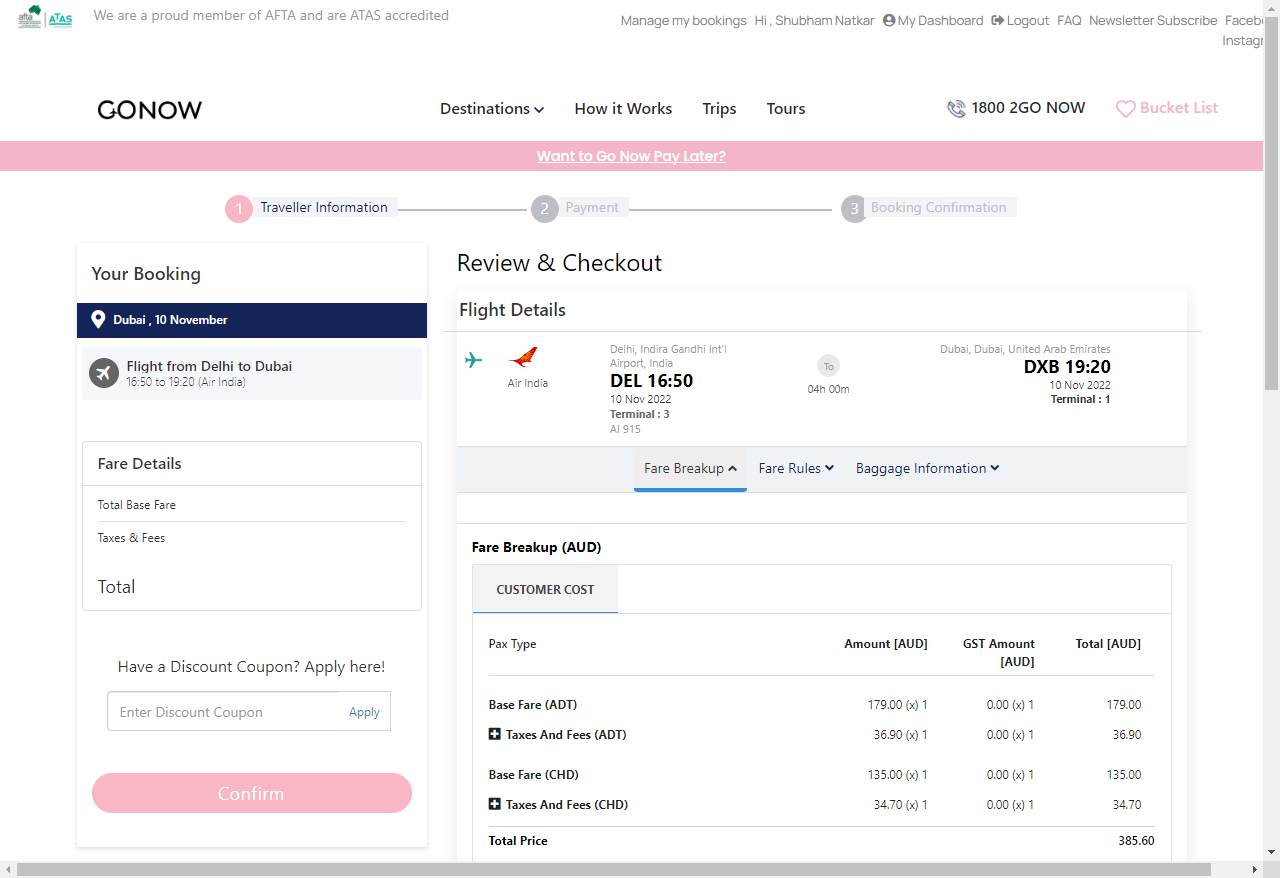 afta ATAS We are a proud member of AFTA and are ATAS accredited
Manage my bookings Hi , Shubham Natkar My Dashboard Logout FAQ Newsletter Subscribe Faceb
Instagr
GONOW
Destinations How it Works Trips Tours
1800 2GO NOW Bucket List
Want to Go Now Pay Later?
1 Traveller Information 2 Payment 3 Booking Confirmation
Your Booking
Dubai , 10 November
Flight from Delhi to Dubai
16:50 to 19:20 (Air India)
Fare Details
Total Base Fare
Taxes & Fees
Total
Have a Discount Coupon? Apply here!
Enter Discount Coupon Apply
Confirm
Review & Checkout
Flight Details
Air India
Delhi, Indira Gandhi Int'l
Airport, India
DEL 16:50
10 Nov 2022
Terminal : 3
AI 915
To
04h 00m
Dubai, Dubai, United Arab Emirates
DXB 19:20
10 Nov 2022
Terminal : 1
Fare Breakup Fare Rules Baggage Information
Fare Breakup (AUD)
CUSTOMER COST
Pax Type Amount [AUD] GST Amount [AUD] Total [AUD]
Base Fare (ADT) 179.00 (x) 1 0.00 (x) 1 179.00
Taxes And Fees (ADT) 36.90 (x) 1 0.00 (x) 1 36.90
Base Fare (CHD) 135.00 (x) 1 0.00 (x) 1 135.00
Taxes And Fees (CHD) 34.70 (x) 1 0.00 (x) 1 34.70
Total Price 385.60